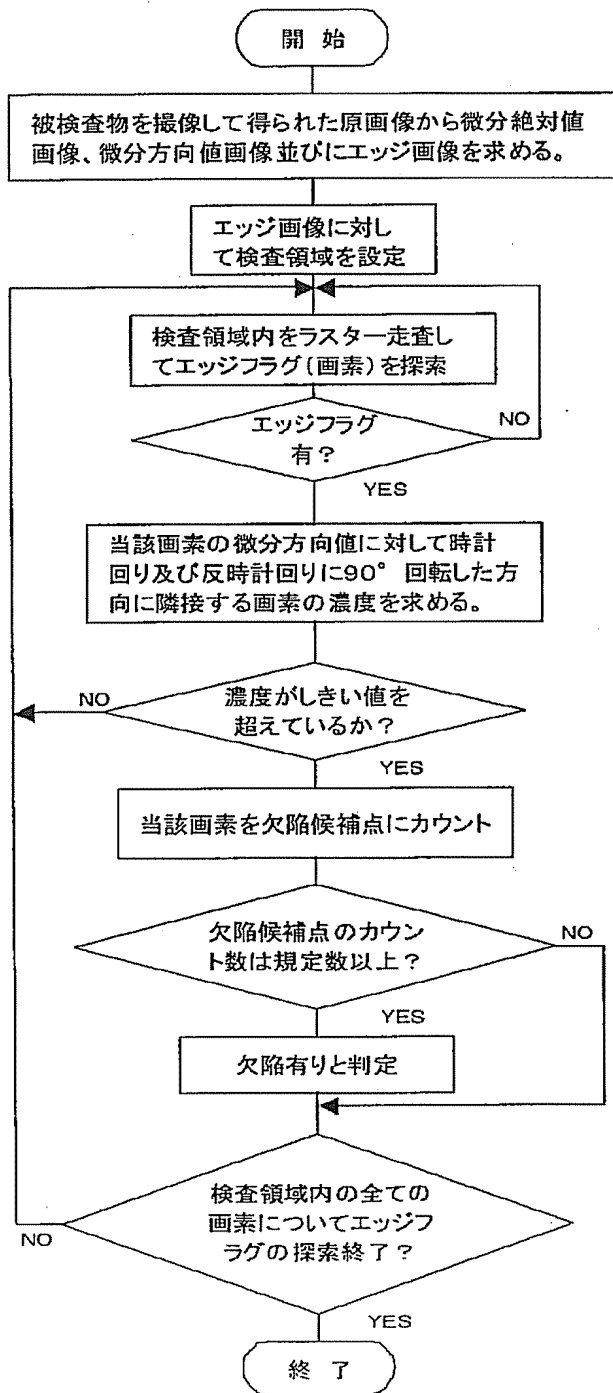 開 始
被検査物を撮像して得られた原画像から微分絶対値
画像、微分方向値画像並びにエッジ画像を求める。
エッジ画像に対し
て検査領域を設定
検査領域内をラスター走査し
てエッジフラグ(画素)を探索
エッジフラグ
有?
NO
YES
当該画素の微分方向値に対して時計
回り及び反時計回りに90° 回転した方
向に隣接する画素の濃度を求める。
NO
濃度がしきい値を
超えているか?
YES
当該画素を欠陥候補点にカウント
欠陥候補点のカウン
ト数は規定数以上?
NO
YES
欠陥有りと判定
検査領域内の全ての
画素についてエッジフ
ラグの探索終了?
NO
YES
終 了